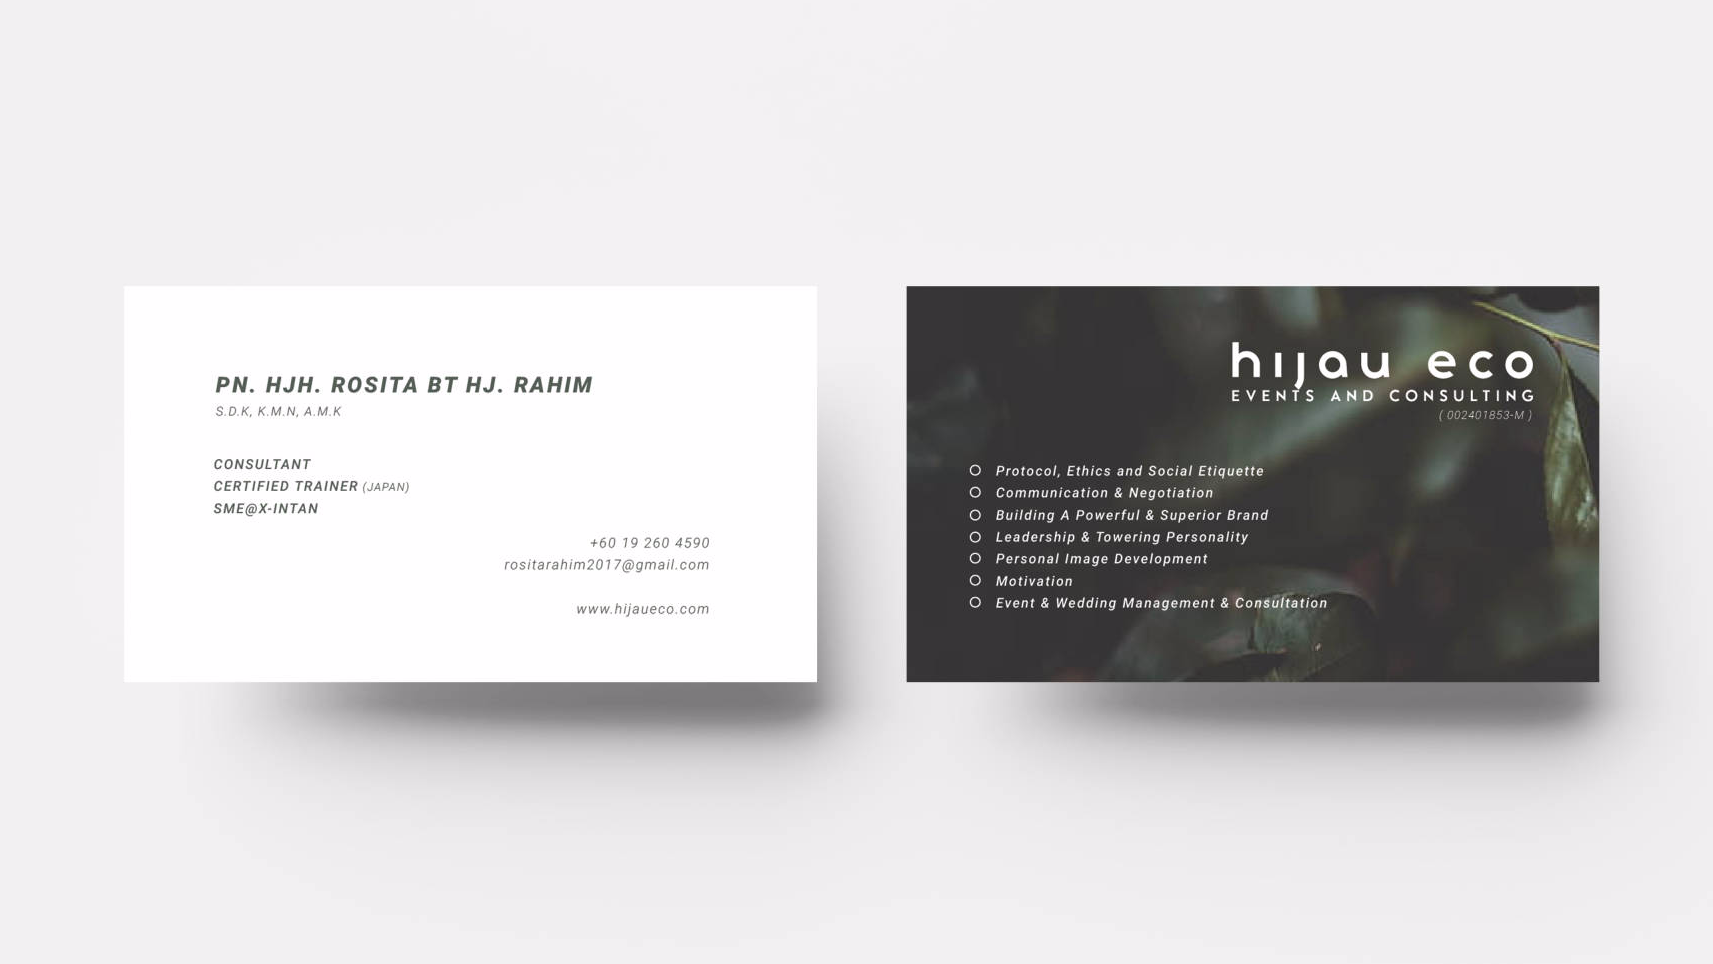 PN. HJH. ROSITA BT HJ. RAHIM
S.D.K, K.M.N, A.M.K
CONSULTANT
CERTIFIED TRAINER (JAPAN)
SME@X-INTAN
+60 19 260 4590
rositarahim2017@gmail.com
www.hijaueco.com
hijau eco
EVENTS AND CONSULTING
( 002401853-M )
Protocol, Ethics and Social Etiquette
Communication & Negotiation
Building A Powerful & Superior Brand
Leadership & Towering Personality
Personal Image Development
Motivation
Event & Wedding Management & Consultation